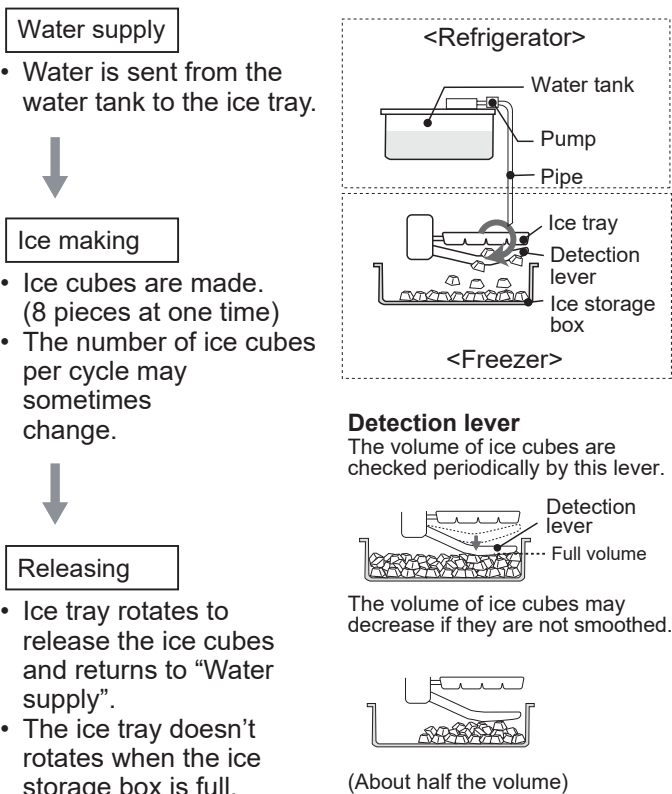 Water supply
• Water is sent from the
water tank to the ice tray.
Ice making
• Ice cubes are made.
(8 pieces at one time)
• The number of ice cubes
per cycle may
sometimes
change.
Releasing
• Ice tray rotates to
release the ice cubes
and returns to “Water
supply”.
• The ice tray doesn’t
rotates when the ice
storage box is full.
<Refrigerator>
Water tank
Pump
Pipe
Ice tray
Detection
lever
Ice storage
box
<Freezer>
Detection lever
The volume of ice cubes are
checked periodically by this lever.
Detection
lever
Full volume
The volume of ice cubes may
decrease if they are not smoothed.
(About half the volume)